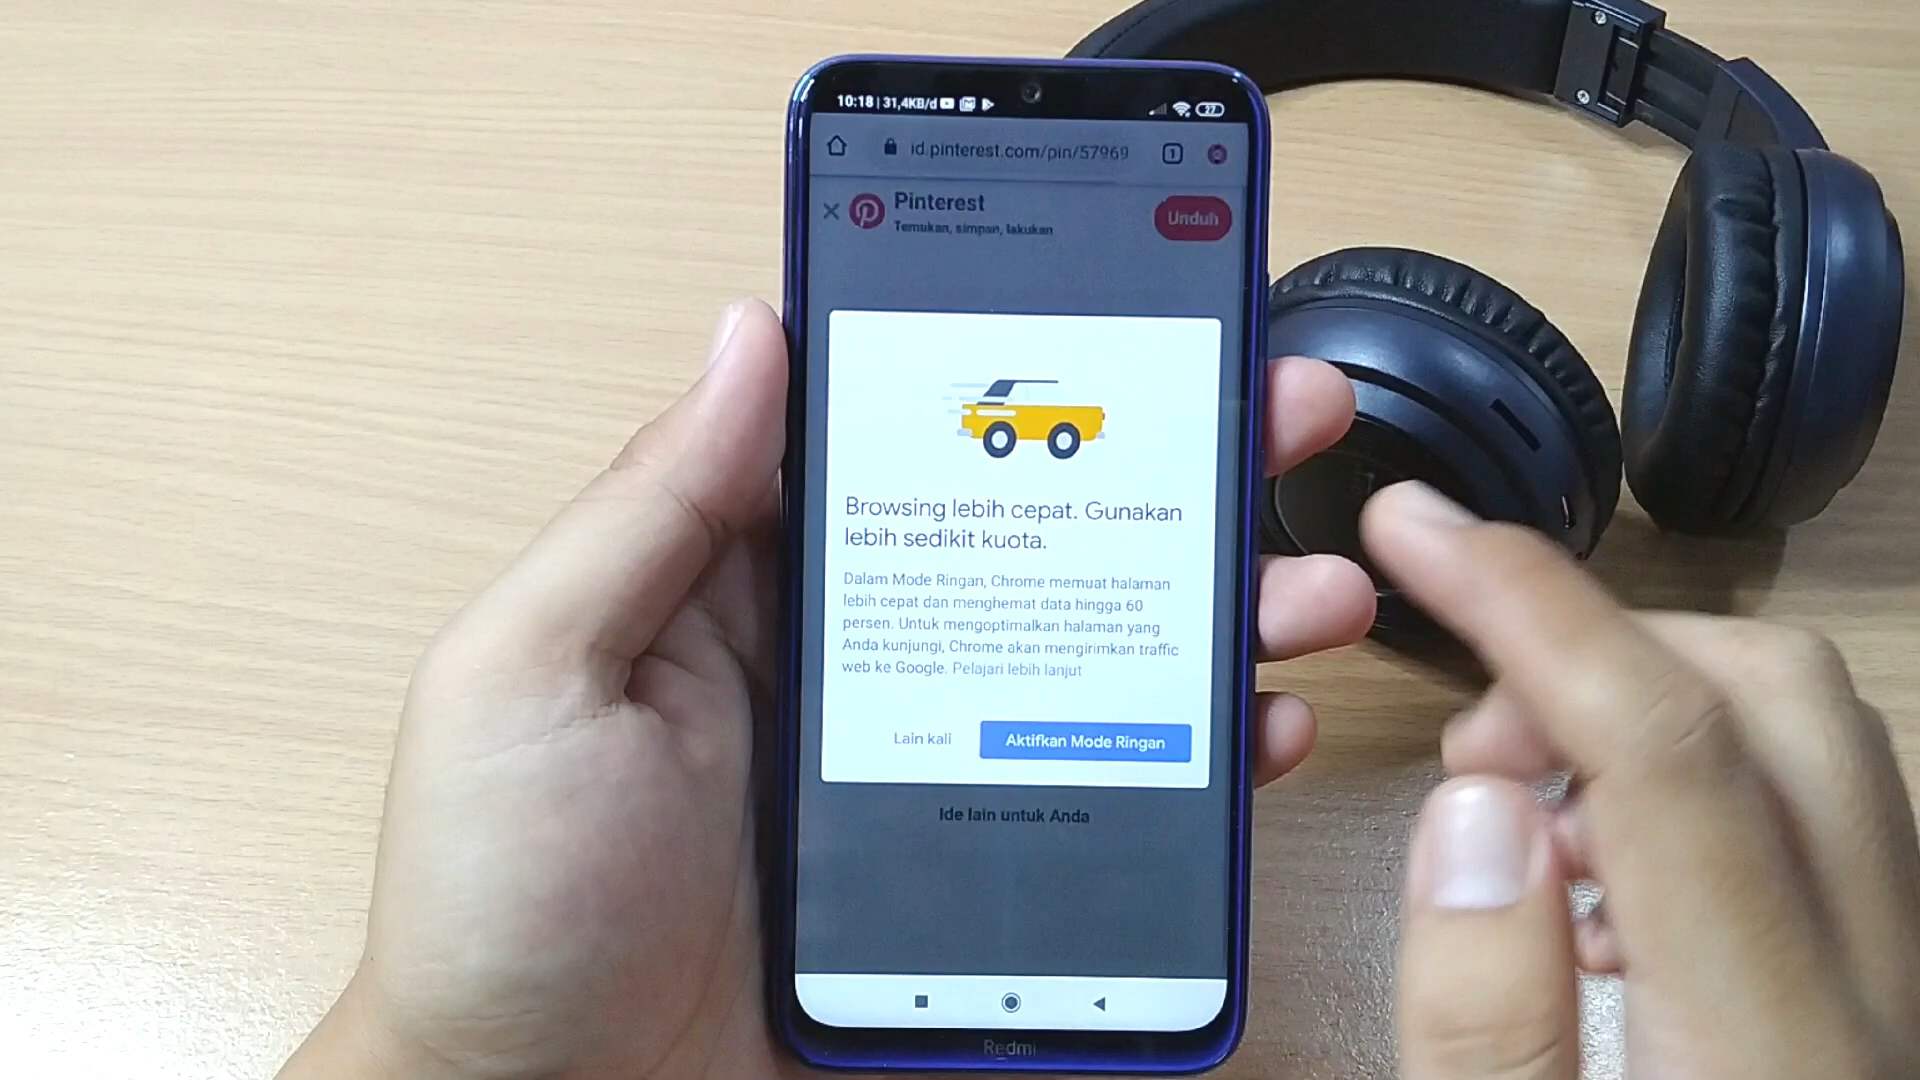 10:18 | 31,4KB/d
27
id.pinterest.com/pin/57969
1
Pinterest
Temukan, simpan, lakukan
Unduh
Browsing lebih cepat. Gunakan
lebih sedikit kuota.
Dalam Mode Ringan, Chrome memuat halaman
lebih cepat dan menghemat data hingga 60
persen. Untuk mengoptimalkan halaman yang
Anda kunjungi, Chrome akan mengirimkan traffic
web ke Google. Pelajari lebih lanjut
Lain kali
Aktifkan Mode Ringan
Ide lain untuk Anda
Redmi